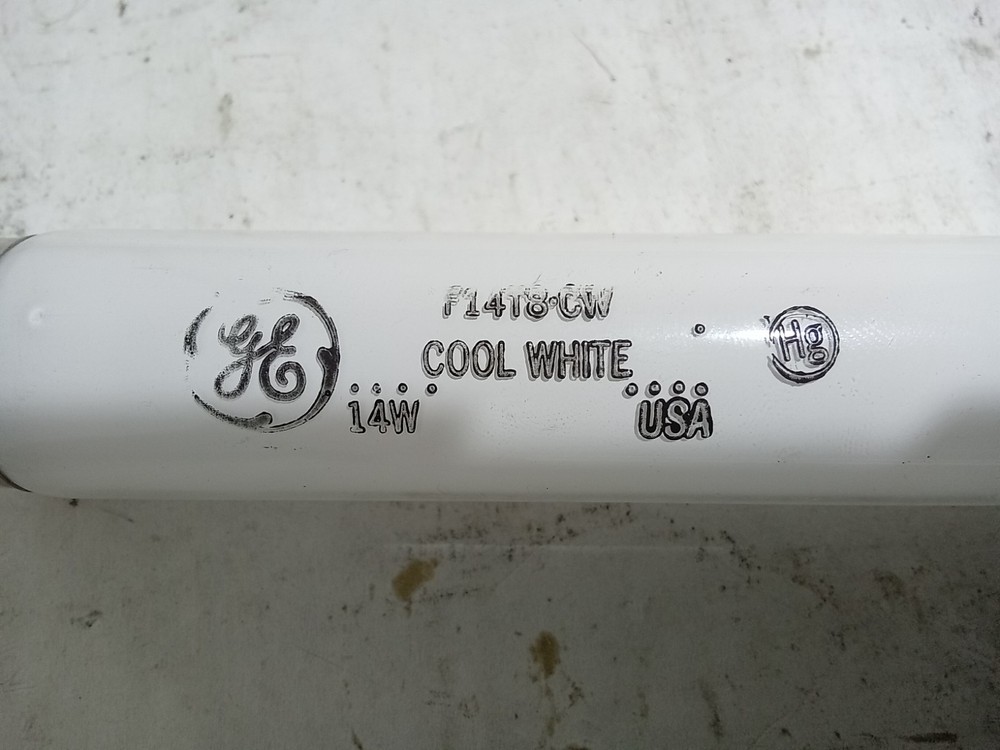 GE
F14T8•CW
COOL WHITE
14W USA
Hg